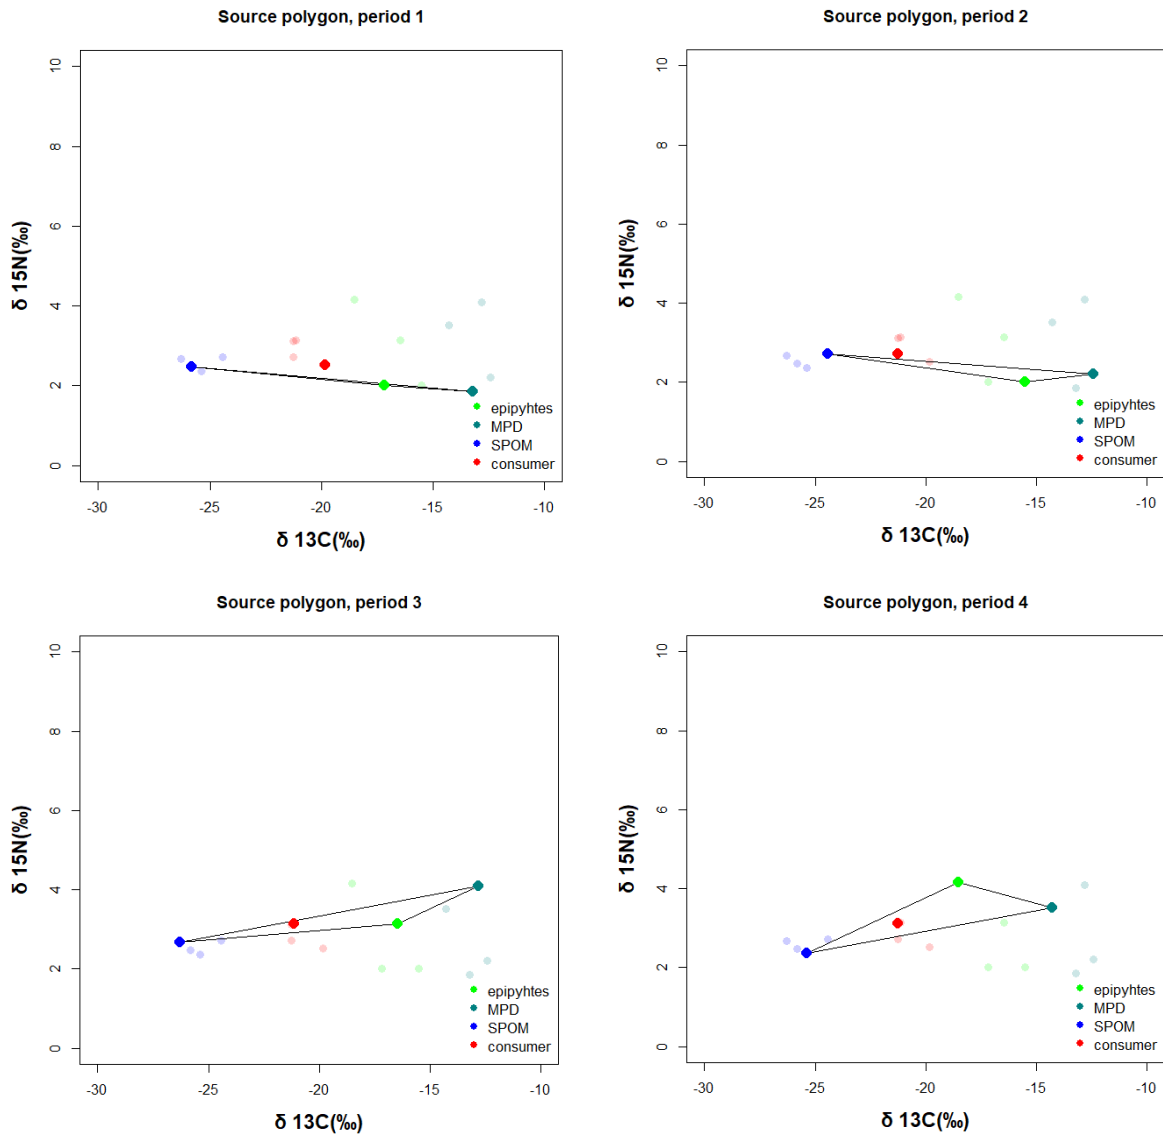 Source polygon, period 1
10
8
6
4
2
0
δ 15N(‰)
-30 -25 -20 -15 -10
δ 13C(‰)
epipyhtes
MPD
SPOM
consumer
Source polygon, period 2
10
8
6
4
2
0
δ 15N(‰)
-30 -25 -20 -15 -10
δ 13C(‰)
epipyhtes
MPD
SPOM
consumer
Source polygon, period 3
10
8
6
4
2
0
δ 15N(‰)
-30 -25 -20 -15 -10
δ 13C(‰)
epipyhtes
MPD
SPOM
consumer
Source polygon, period 4
10
8
6
4
2
0
δ 15N(‰)
-30 -25 -20 -15 -10
δ 13C(‰)
epipyhtes
MPD
SPOM
consumer